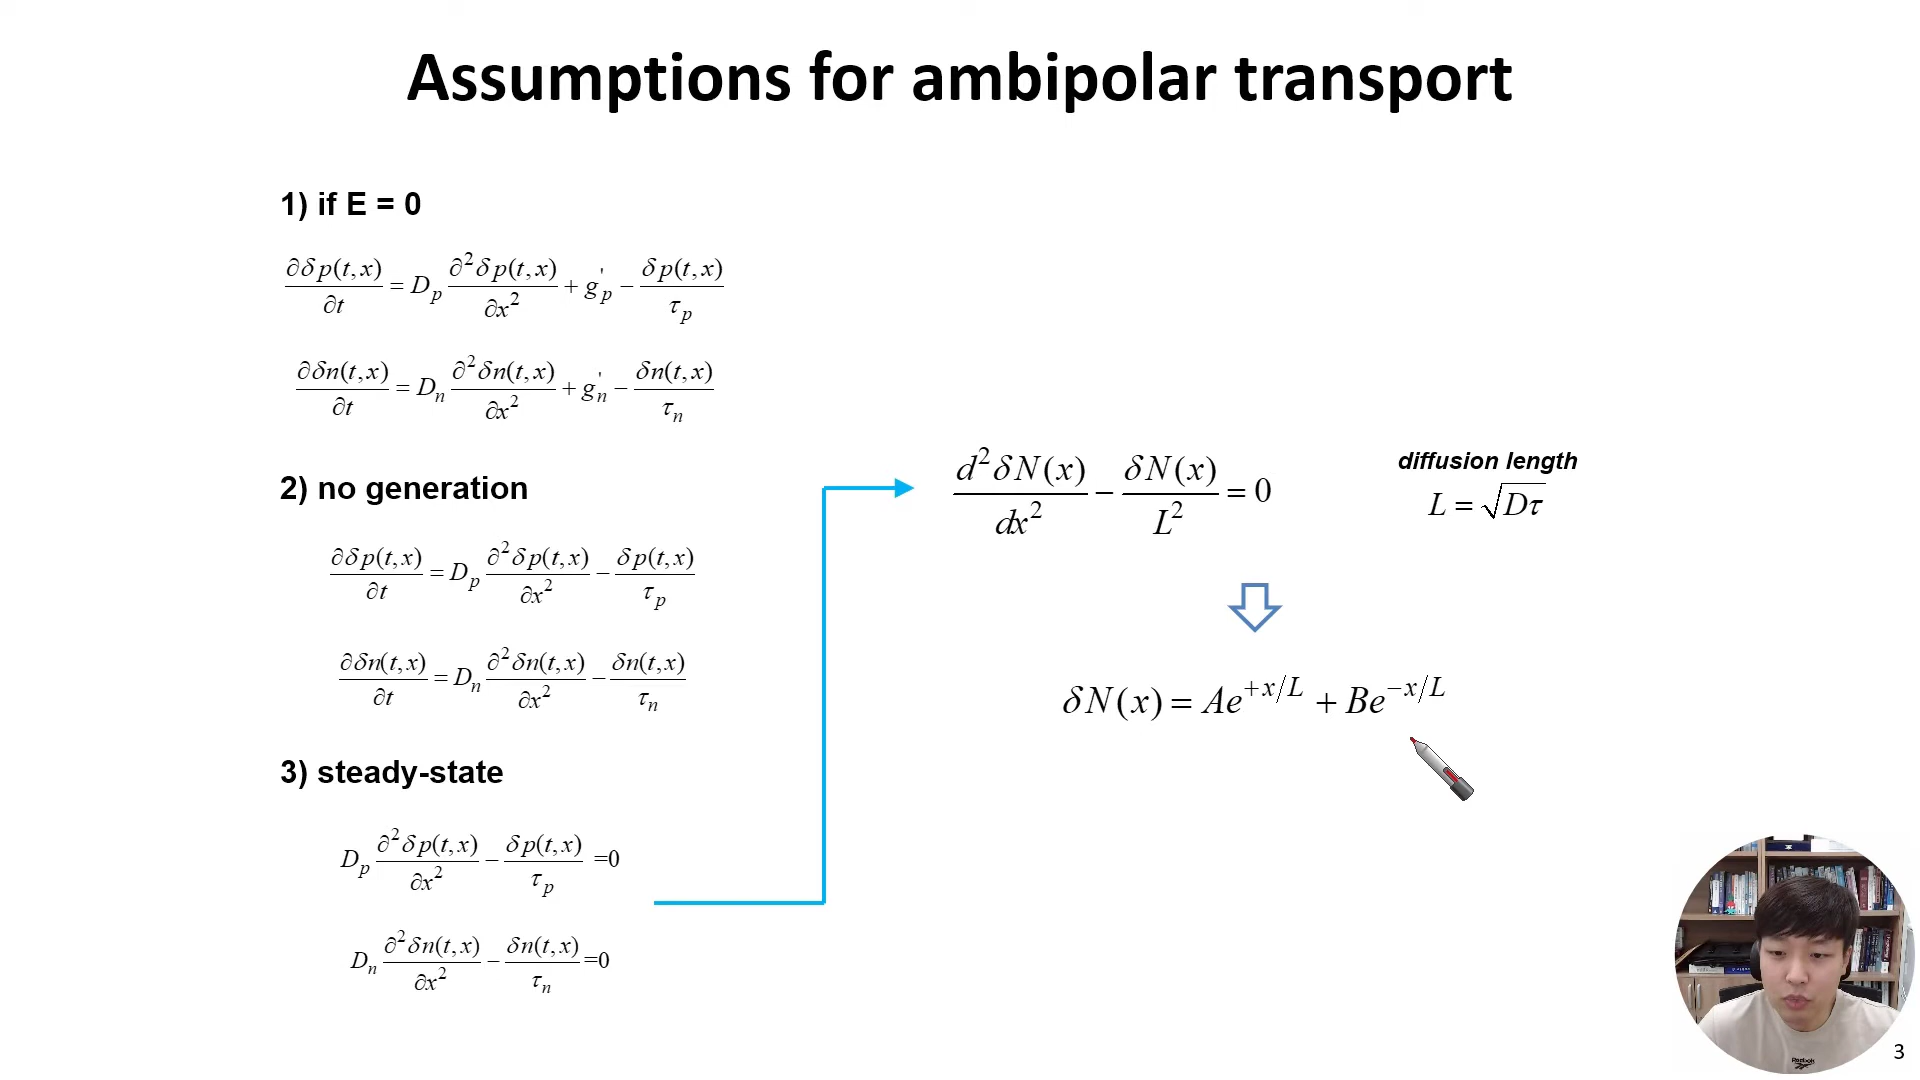 Assumptions for ambipolar transport
1) if E = 0
∂δp(t,x)/∂t = D_p ∂²δp(t,x)/∂x² + g'_p − δp(t,x)/τ_p
∂δn(t,x)/∂t = D_n ∂²δn(t,x)/∂x² + g'_n − δn(t,x)/τ_n
2) no generation
∂δp(t,x)/∂t = D_p ∂²δp(t,x)/∂x² − δp(t,x)/τ_p
∂δn(t,x)/∂t = D_n ∂²δn(t,x)/∂x² − δn(t,x)/τ_n
3) steady-state
D_p ∂²δp(t,x)/∂x² − δp(t,x)/τ_p =0
D_n ∂²δn(t,x)/∂x² − δn(t,x)/τ_n =0
d²δN(x)/dx² − δN(x)/L² = 0
diffusion length
L = √Dτ
δN(x) = Ae^{+x/L} + Be^{−x/L}
Reebok
3